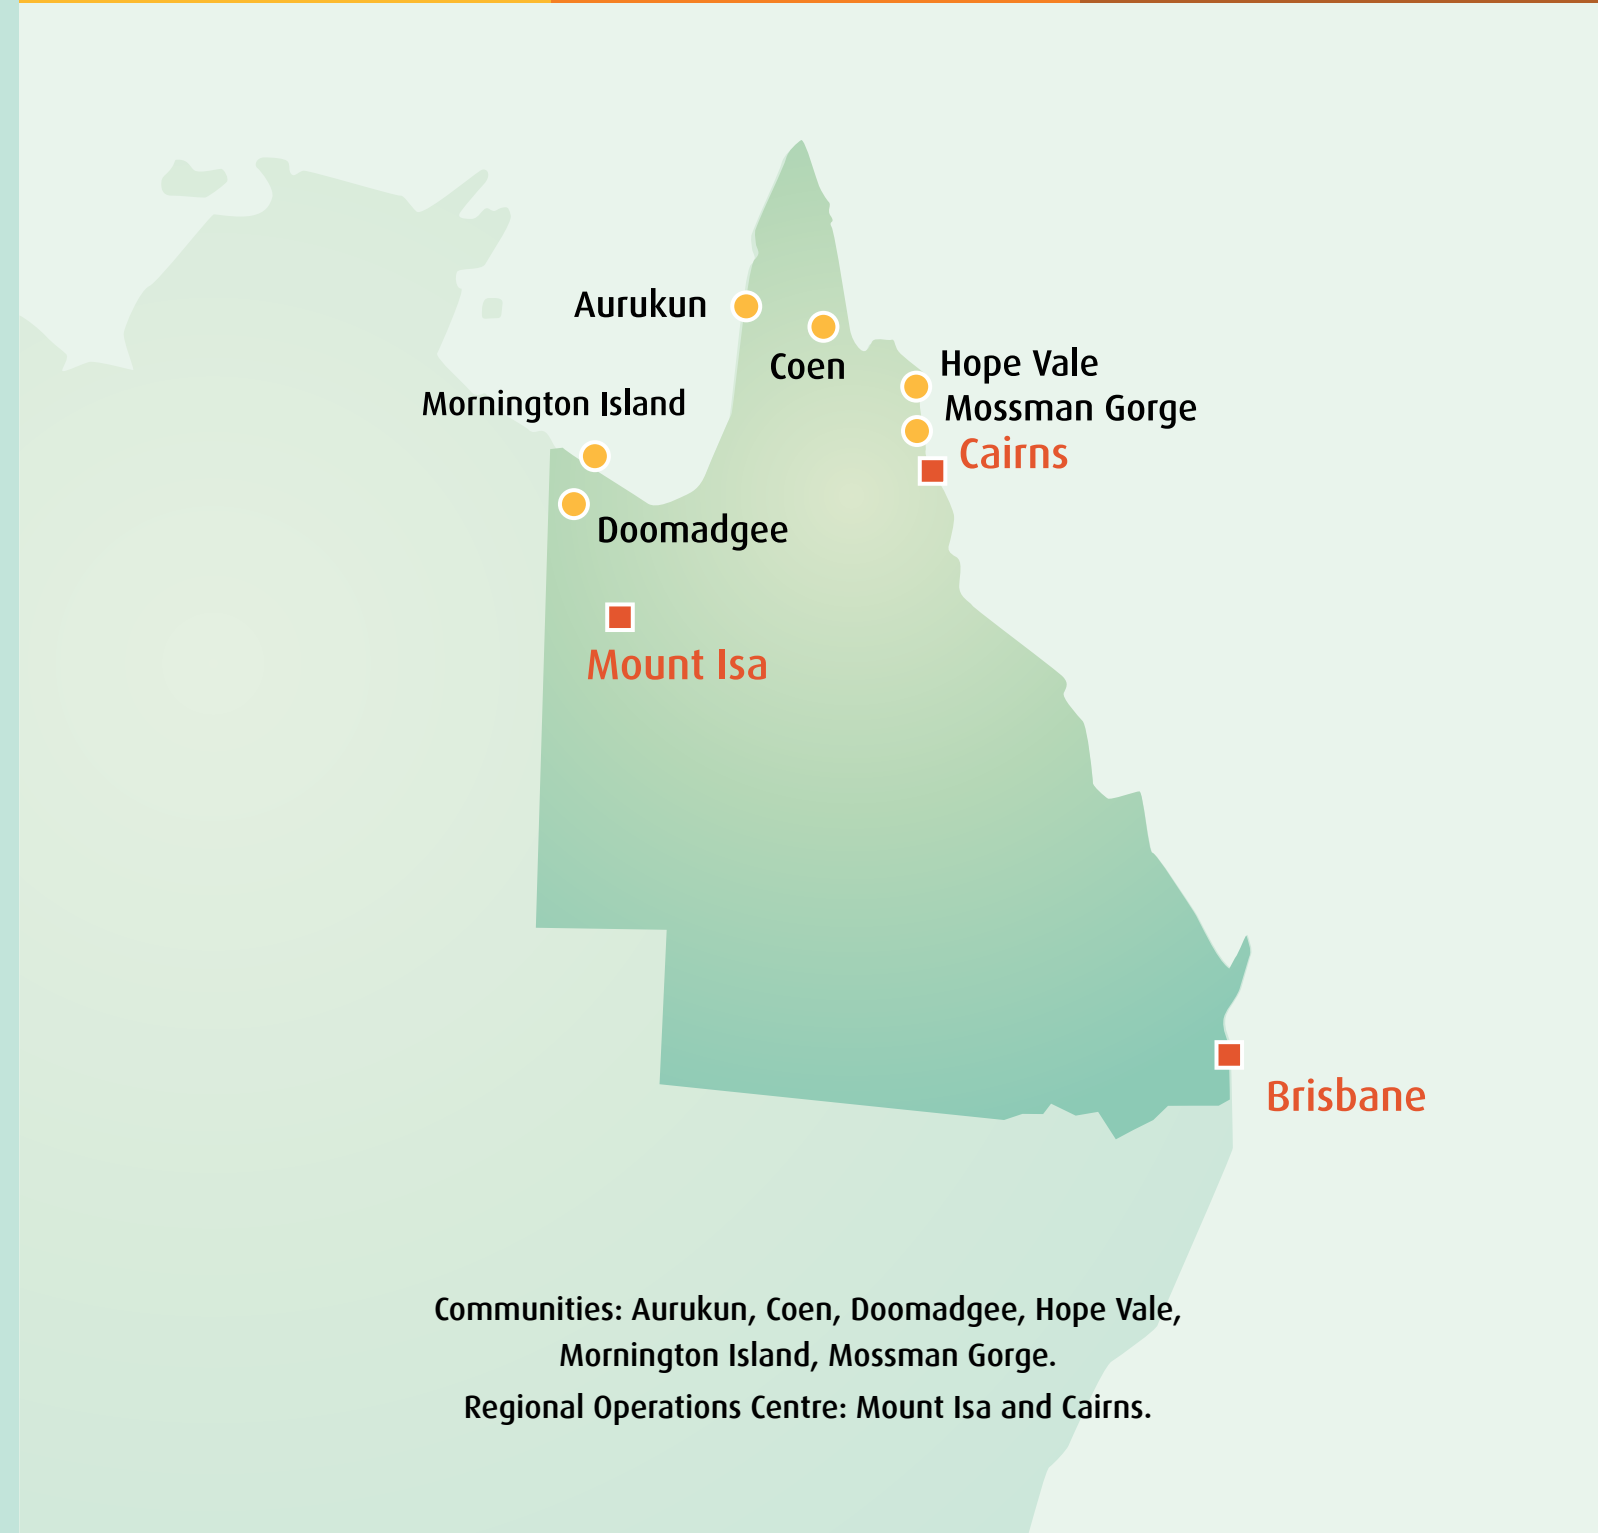 Aurukun
Coen
Hope Vale
Mornington Island
Mossman Gorge
Cairns
Doomadgee
Mount Isa
Brisbane
Communities: Aurukun, Coen, Doomadgee, Hope Vale,
Mornington Island, Mossman Gorge.
Regional Operations Centre: Mount Isa and Cairns.